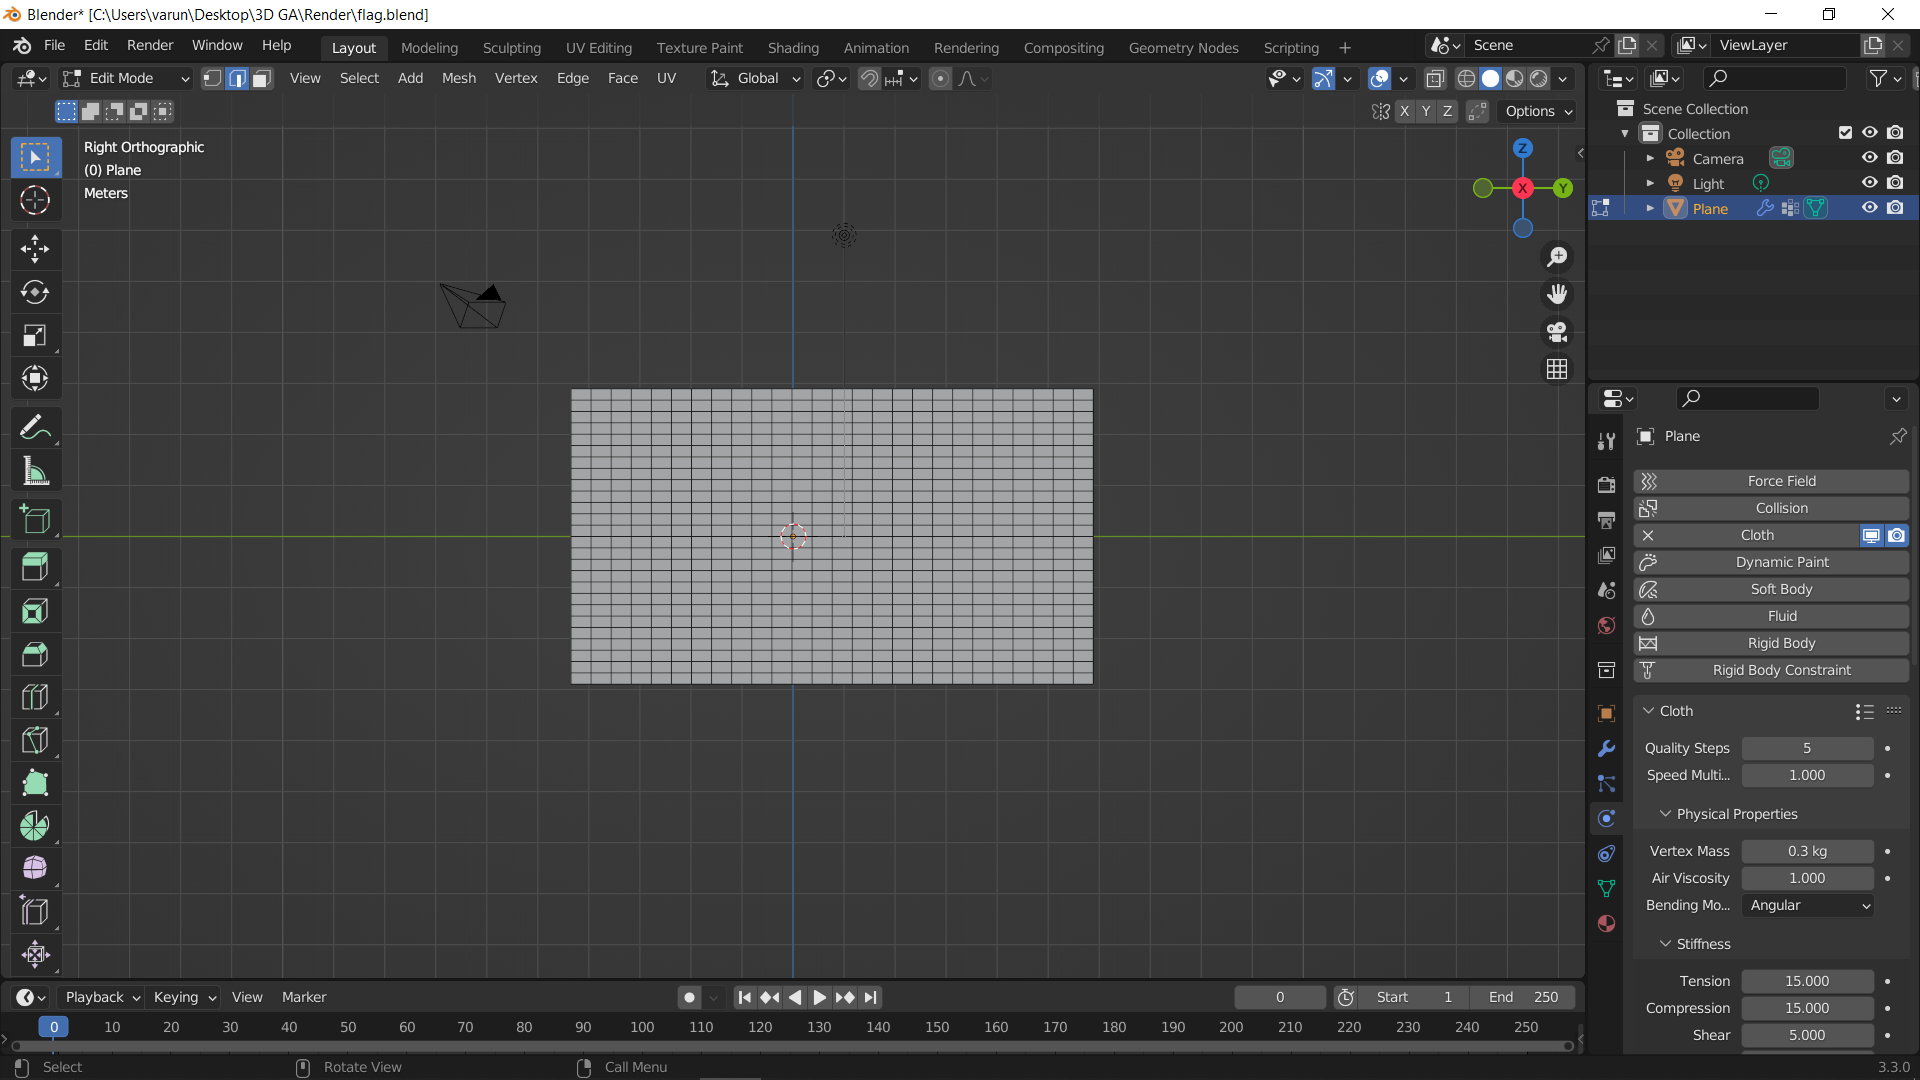 Blender* [C:\Users\varun\Desktop\3D GA\Render\flag.blend]
File Edit Render Window Help Layout Modeling Sculpting UV Editing Texture Paint Shading Animation Rendering Compositing Geometry Nodes Scripting + Scene ViewLayer
Edit Mode View Select Add Mesh Vertex Edge Face UV Global
X Y Z Options
Right Orthographic
(0) Plane
Meters
Z
X Y
Scene Collection
Collection
Camera
Light
Plane
Plane
Force Field
Collision
Cloth
Dynamic Paint
Soft Body
Fluid
Rigid Body
Rigid Body Constraint
Cloth
Quality Steps 5
Speed Multi... 1.000
Physical Properties
Vertex Mass 0.3 kg
Air Viscosity 1.000
Bending Mo... Angular
Stiffness
Tension 15.000
Compression 15.000
Shear 5.000
Playback Keying View Marker 0 Start 1 End 250
0 10 20 30 40 50 60 70 80 90 100 110 120 130 140 150 160 170 180 190 200 210 220 230 240 250
Select Rotate View Call Menu 3.3.0